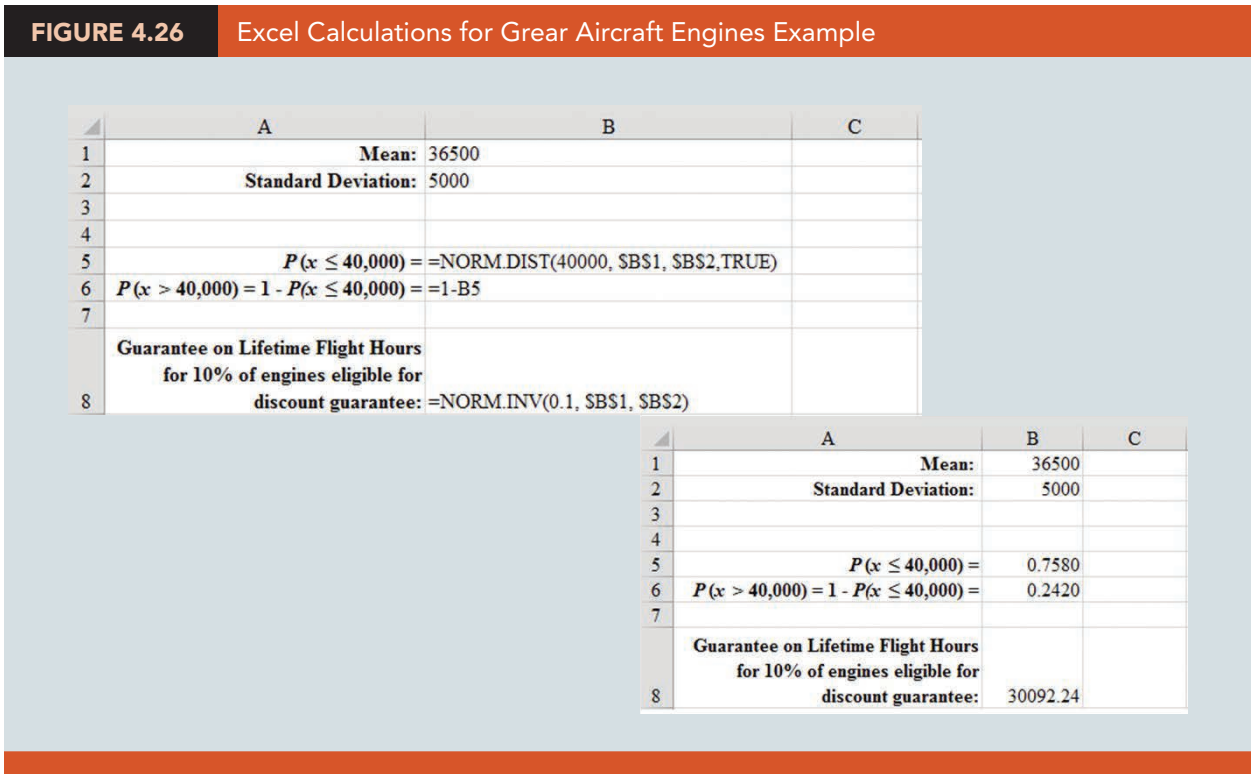 FIGURE 4.26 Excel Calculations for Grear Aircraft Engines Example
A B C
1 Mean: 36500
2 Standard Deviation: 5000
3
4
5 P(x ≤ 40,000) = =NORM.DIST(40000, $B$1, $B$2,TRUE)
6 P(x > 40,000) = 1 - P(x ≤ 40,000) = =1-B5
7
Guarantee on Lifetime Flight Hours
for 10% of engines eligible for
8 discount guarantee: =NORM.INV(0.1, $B$1, $B$2)
A B C
1 Mean: 36500
2 Standard Deviation: 5000
3
4
5 P(x ≤ 40,000) = 0.7580
6 P(x > 40,000) = 1 - P(x ≤ 40,000) = 0.2420
7
Guarantee on Lifetime Flight Hours
for 10% of engines eligible for
8 discount guarantee: 30092.24